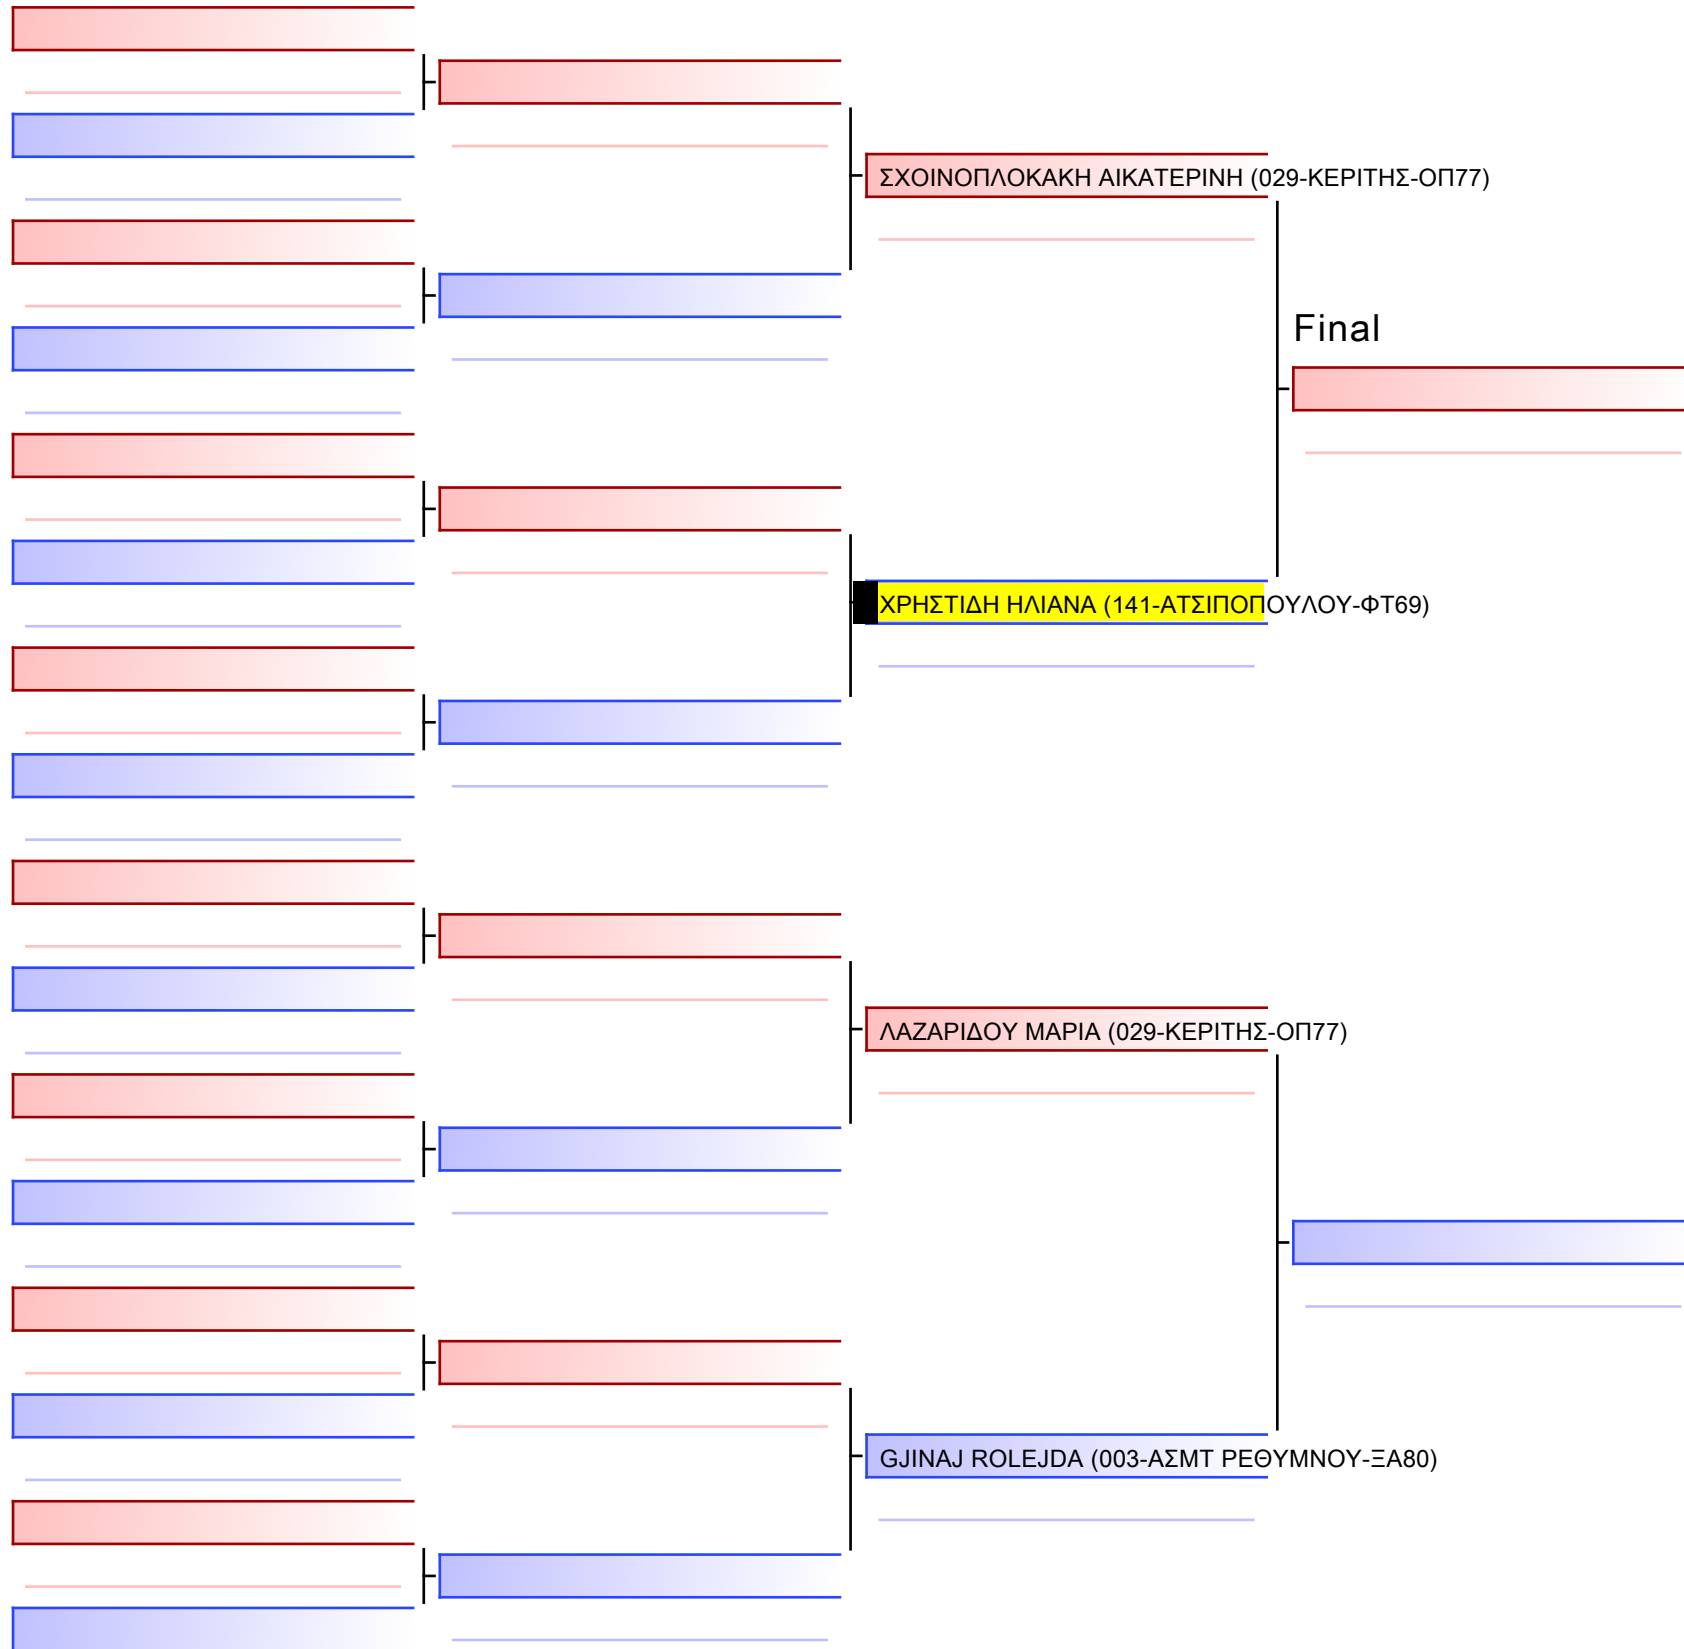 ΣΧΟΙΝΟΠΛΟΚΑΚΗ ΑΙΚΑΤΕΡΙΝΗ (029-ΚΕΡΙΤΗΣ-ΟΠ77)
Final
ΧΡΗΣΤΙΔΗ ΗΛΙΑΝΑ (141-ΑΤΣΙΠΟΠΟΥΛΟΥ-ΦΤ69)
ΛΑΖΑΡΙΔΟΥ ΜΑΡΙΑ (029-ΚΕΡΙΤΗΣ-ΟΠ77)
GJINAJ ROLEJDA (003-ΑΣΜΤ ΡΕΘΥΜΝΟΥ-ΞΑ80)